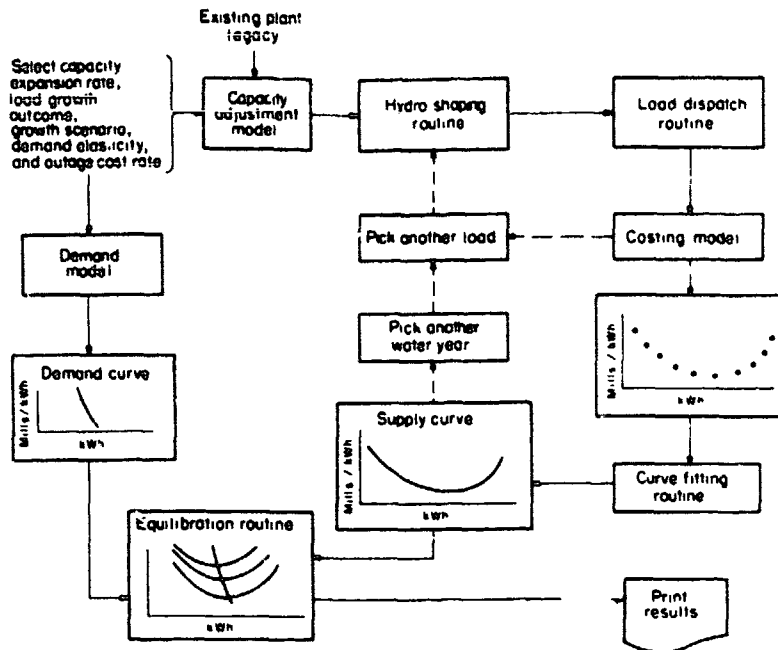 Existing plant
legacy
Select capacity
expansion rate,
load growth
outcome,
growth scenario,
demand elasticity,
and outage cost rate
Capacity
adjustment
model
Hydro shaping
routine
Load dispatch
routine
Demand
model
Pick another load
Costing model
Pick another
water year
Demand curve
Mills/kWh
kWh
Supply curve
Mills / kWh
kWh
Mills / kWh
kWh
Curve fitting
routine
Equilibration routine
Mills / kWh
kWh
Print
results